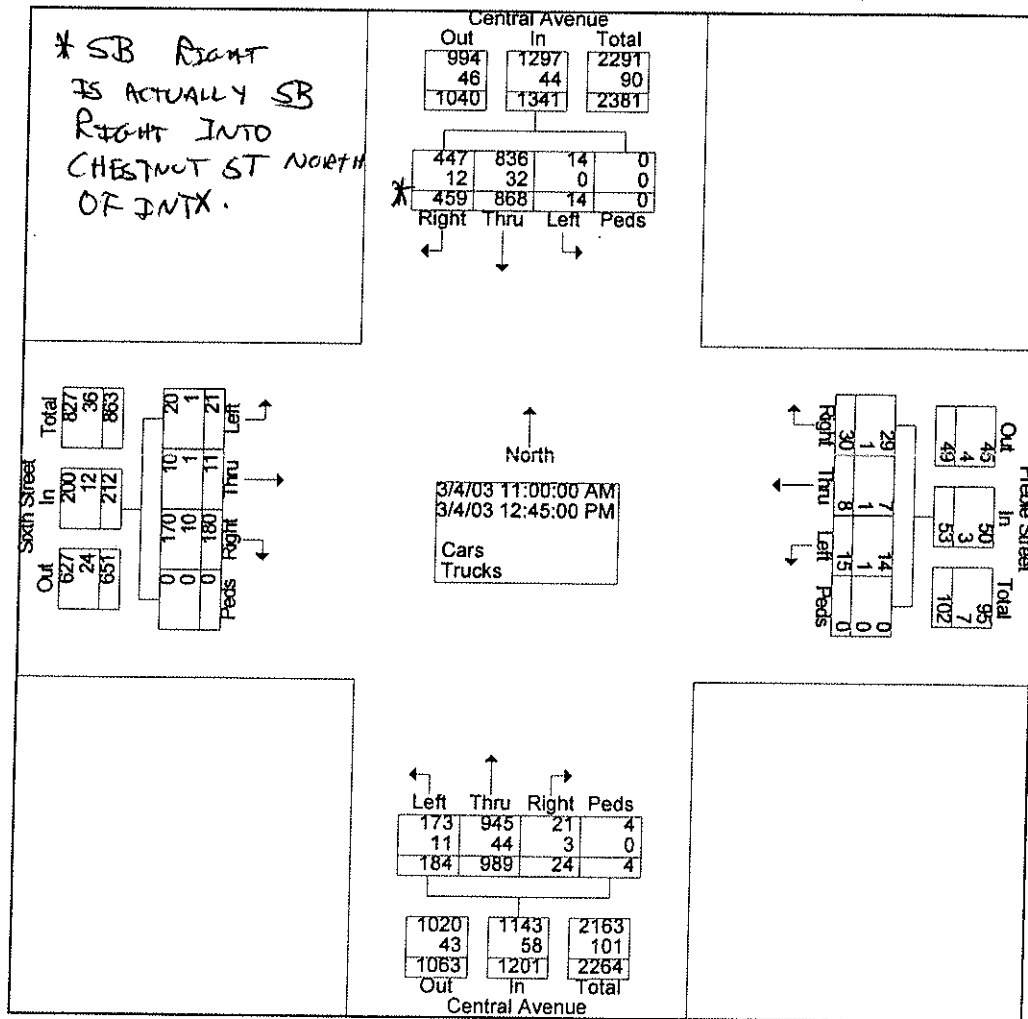 * SB RIGHT
IS ACTUALLY SB
RIGHT INTO
CHESTNUT ST NORTH
OF INTX.
Central Avenue
Out In Total
994 1297 2291
46 44 90
1040 1341 2381
447 836 14 0
12 32 0 0
* 459 868 14 0
Right Thru Left Peds
Sixth Street
Total In Out
827 200 627
36 12 24
863 212 651
20 10 170 0
1 1 10 0
21 11 180 0
Left Thru Right Peds
North
3/4/03 11:00:00 AM
3/4/03 12:45:00 PM
Cars
Trucks
Right Thru Left Peds
29 7 14 0
1 1 1 0
30 8 15 0
Street
Out In Total
45 50 95
4 3 7
49 53 102
Left Thru Right Peds
173 945 21 4
11 44 3 0
184 989 24 4
1020 1143 2163
43 58 101
1063 1201 2264
Out In Total
Central Avenue